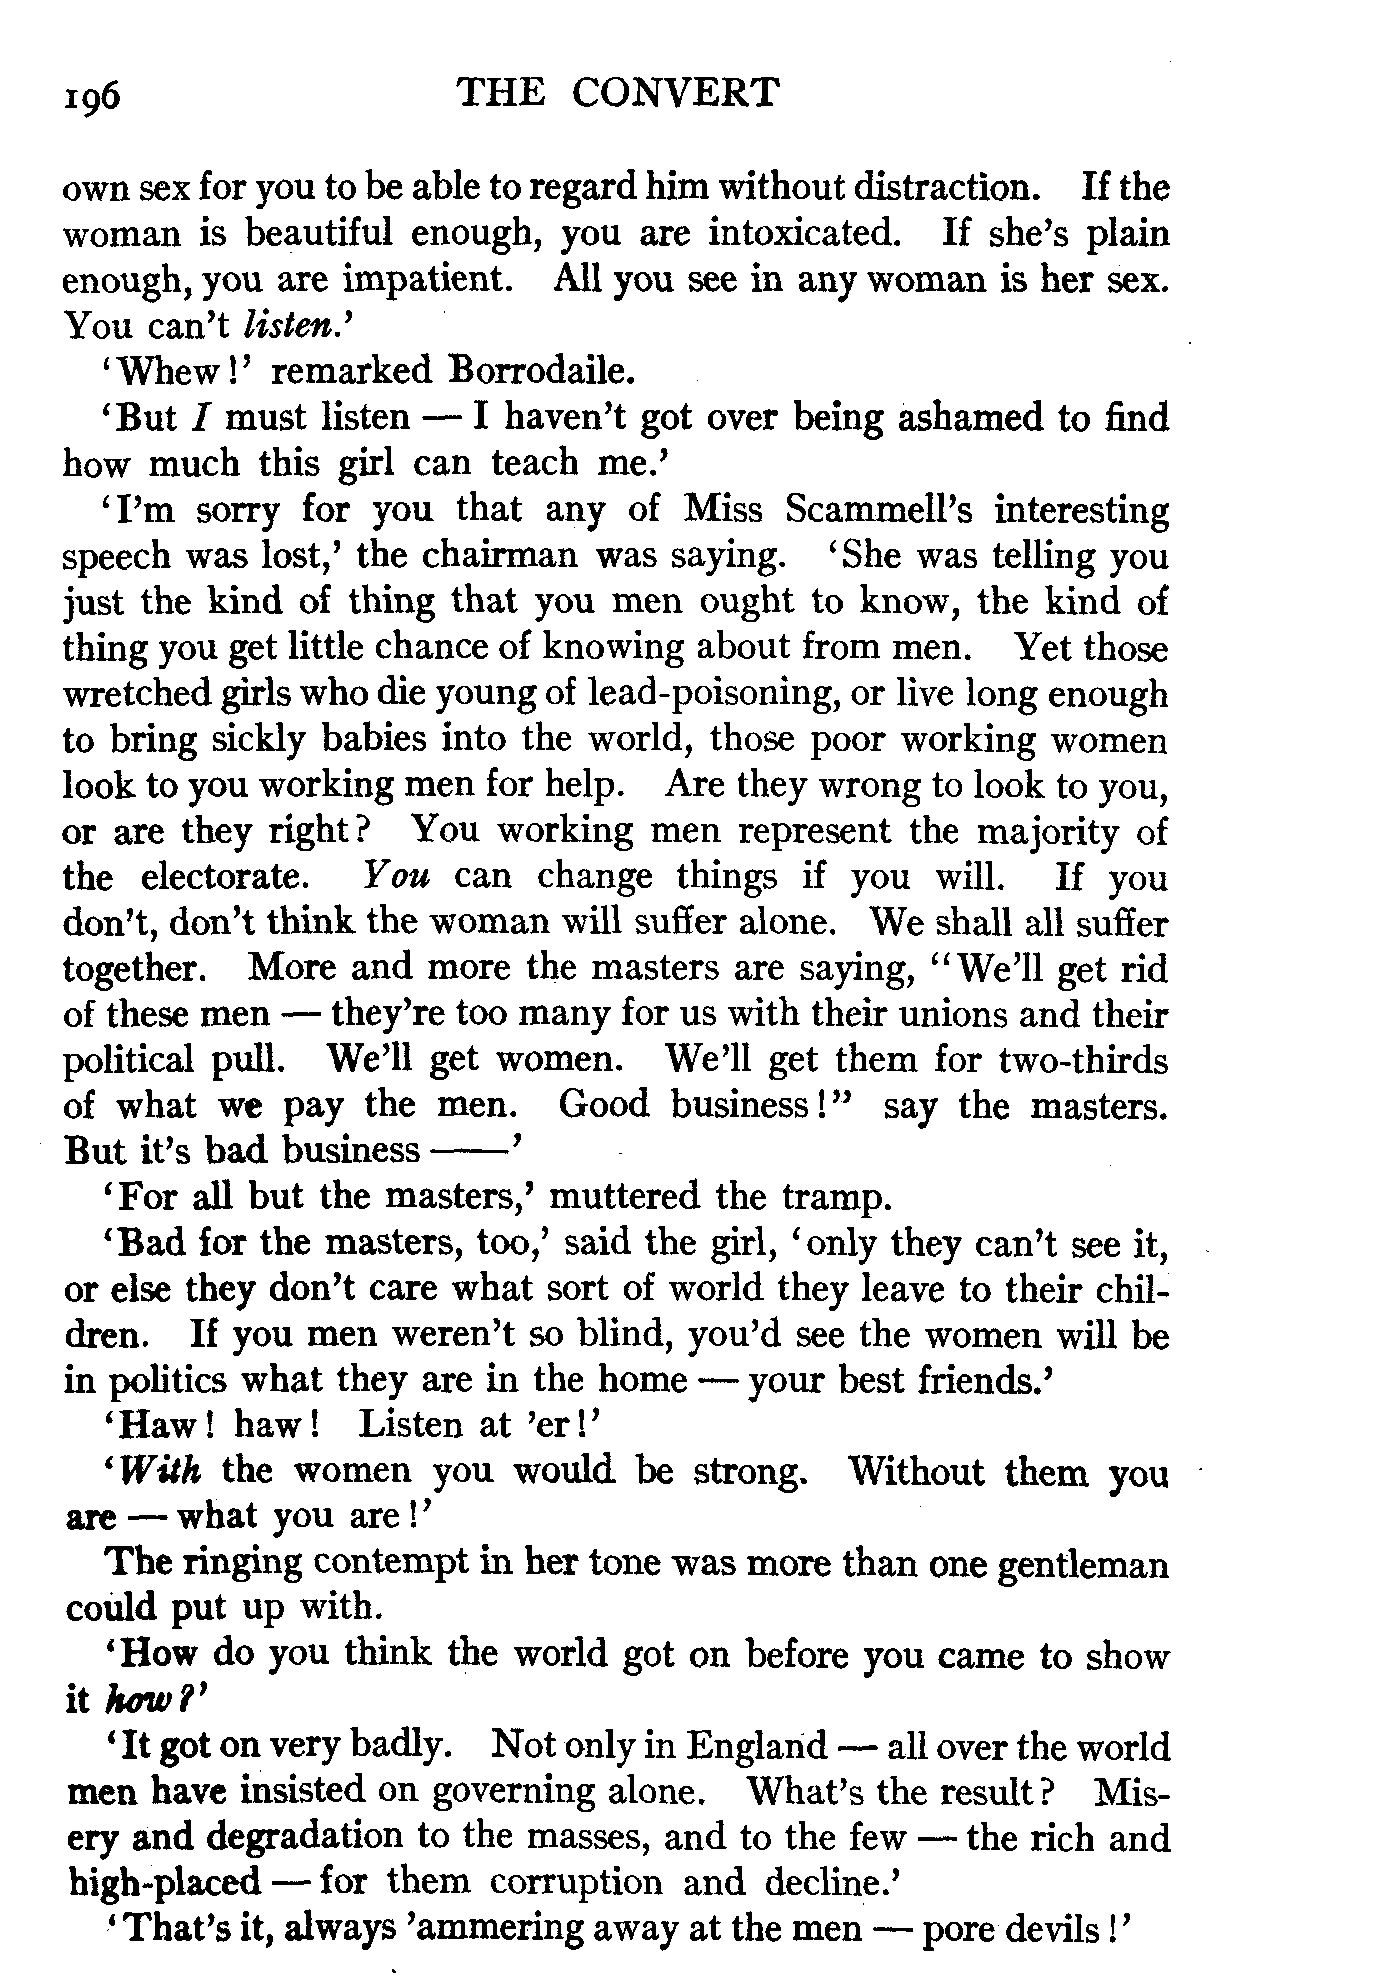 196 THE CONVERT
own sex for you to be able to regard him without distraction. If the
woman is beautiful enough, you are intoxicated. If she's plain
enough, you are impatient. All you see in any woman is her sex.
You can't listen.'
'Whew!' remarked Borrodaile.
'But I must listen — I haven't got over being ashamed to find
how much this girl can teach me.'
'I'm sorry for you that any of Miss Scammell's interesting
speech was lost,' the chairman was saying. 'She was telling you
just the kind of thing that you men ought to know, the kind of
thing you get little chance of knowing about from men. Yet those
wretched girls who die young of lead-poisoning, or live long enough
to bring sickly babies into the world, those poor working women
look to you working men for help. Are they wrong to look to you,
or are they right? You working men represent the majority of
the electorate. You can change things if you will. If you
don't, don't think the woman will suffer alone. We shall all suffer
together. More and more the masters are saying, "We'll get rid
of these men — they're too many for us with their unions and their
political pull. We'll get women. We'll get them for two-thirds
of what we pay the men. Good business!" say the masters.
But it's bad business ——'
'For all but the masters,' muttered the tramp.
'Bad for the masters, too,' said the girl, 'only they can't see it,
or else they don't care what sort of world they leave to their chil-
dren. If you men weren't so blind, you'd see the women will be
in politics what they are in the home — your best friends.'
'Haw! haw! Listen at 'er!'
'With the women you would be strong. Without them you
are — what you are!'
The ringing contempt in her tone was more than one gentleman
could put up with.
'How do you think the world got on before you came to show
it how?'
'It got on very badly. Not only in England — all over the world
men have insisted on governing alone. What's the result? Mis-
ery and degradation to the masses, and to the few — the rich and
high-placed — for them corruption and decline.'
'That's it, always 'ammering away at the men — pore devils!'